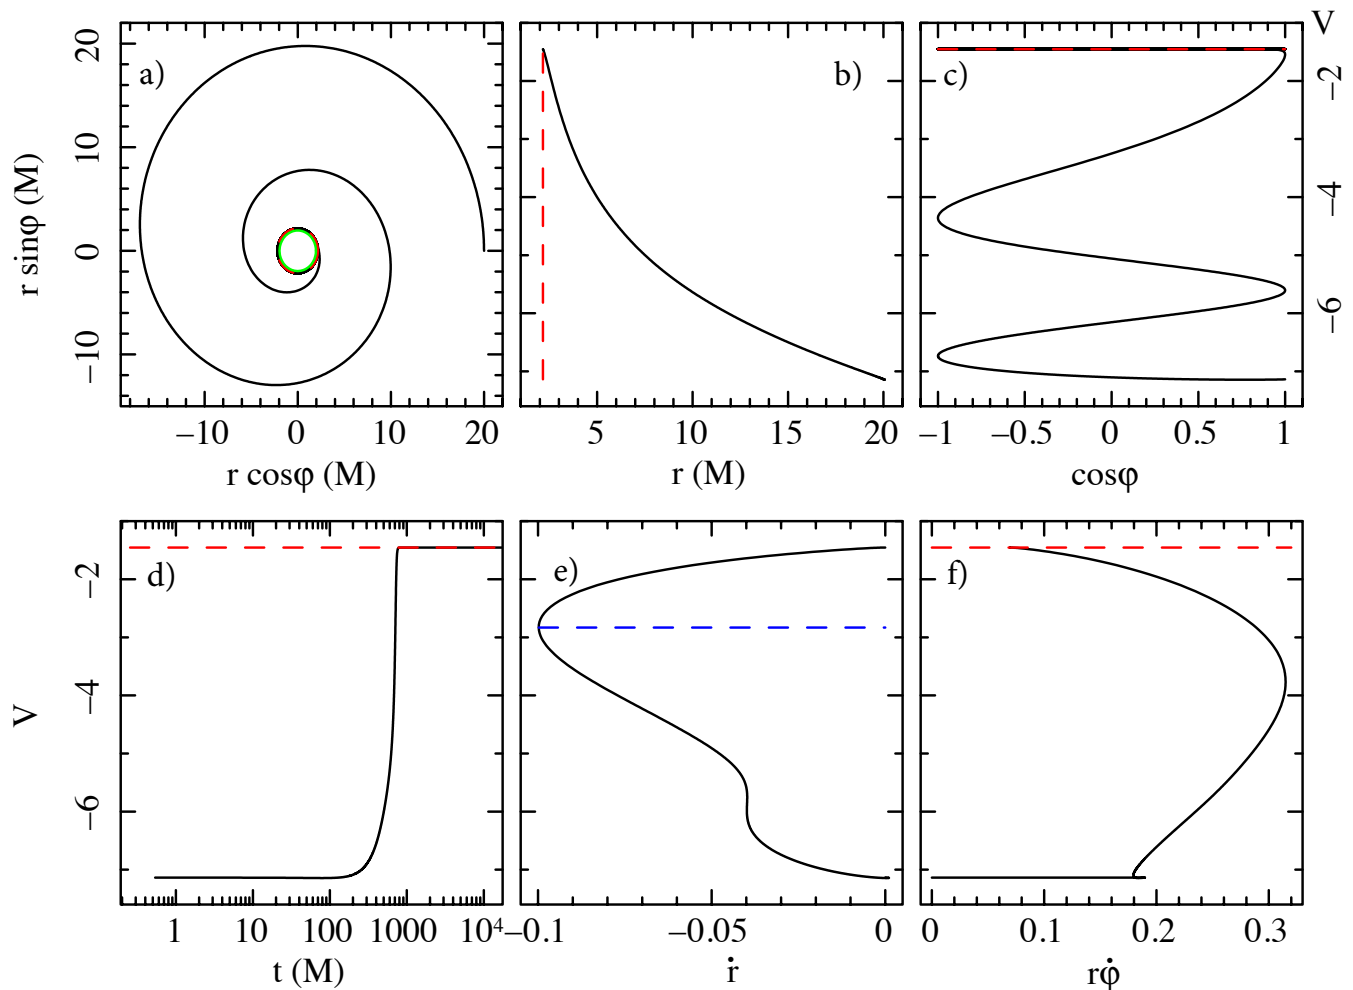 V
a)
b)
c)
r sinφ (M)
20
10
0
−10
−2
−4
−6
−10 0 10 20
5 10 15 20
−1 −0.5 0 0.5 1
r cosφ (M)
r (M)
cosφ
d)
e)
f)
V
−2
−4
−6
1 10 100 1000 10⁴
−0.1 −0.05 0
0 0.1 0.2 0.3
t (M)
ṙ
rφ̇